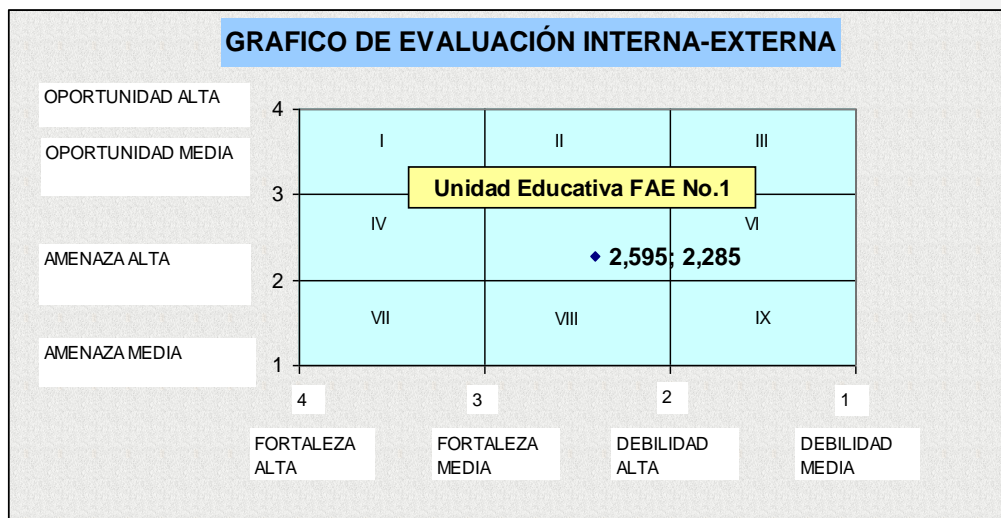 GRAFICO DE EVALUACIÓN INTERNA-EXTERNA
OPORTUNIDAD ALTA
OPORTUNIDAD MEDIA
AMENAZA ALTA
AMENAZA MEDIA
4
3
2
1
I
II
III
Unidad Educativa FAE No.1
IV
VI
2,595; 2,285
VII
VIII
IX
4
3
2
1
FORTALEZA
ALTA
FORTALEZA
MEDIA
DEBILIDAD
ALTA
DEBILIDAD
MEDIA